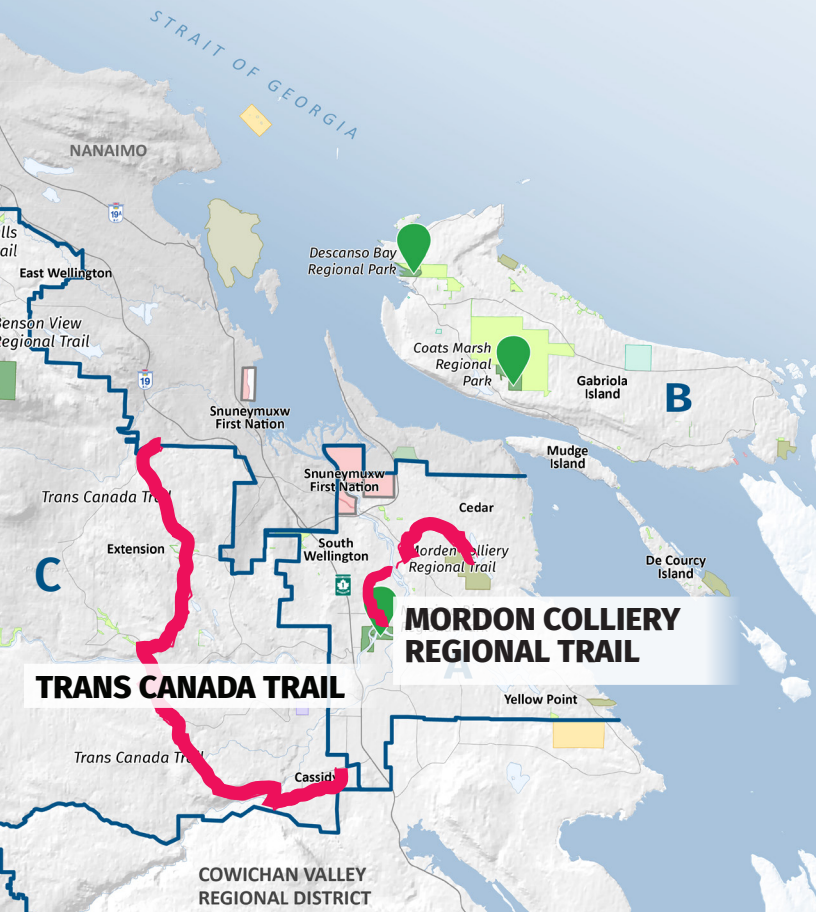 STRAIT OF GEORGIA
NANAIMO
19A
lls
ail
East Wellington
Descanso Bay
Regional Park
Benson View
Regional Trail
Coats Marsh
Regional
Park
Gabriola
Island
B
19
Snuneymuxw
First Nation
Mudge
Island
Snuneymuxw
First Nation
Trans Canada Trail
Cedar
Extension
South
Wellington
Morden Colliery
Regional Trail
De Courcy
Island
C
1
MORDON COLLIERY
REGIONAL TRAIL
A
TRANS CANADA TRAIL
Yellow Point
Trans Canada Trail
Cassidy
COWICHAN VALLEY
REGIONAL DISTRICT